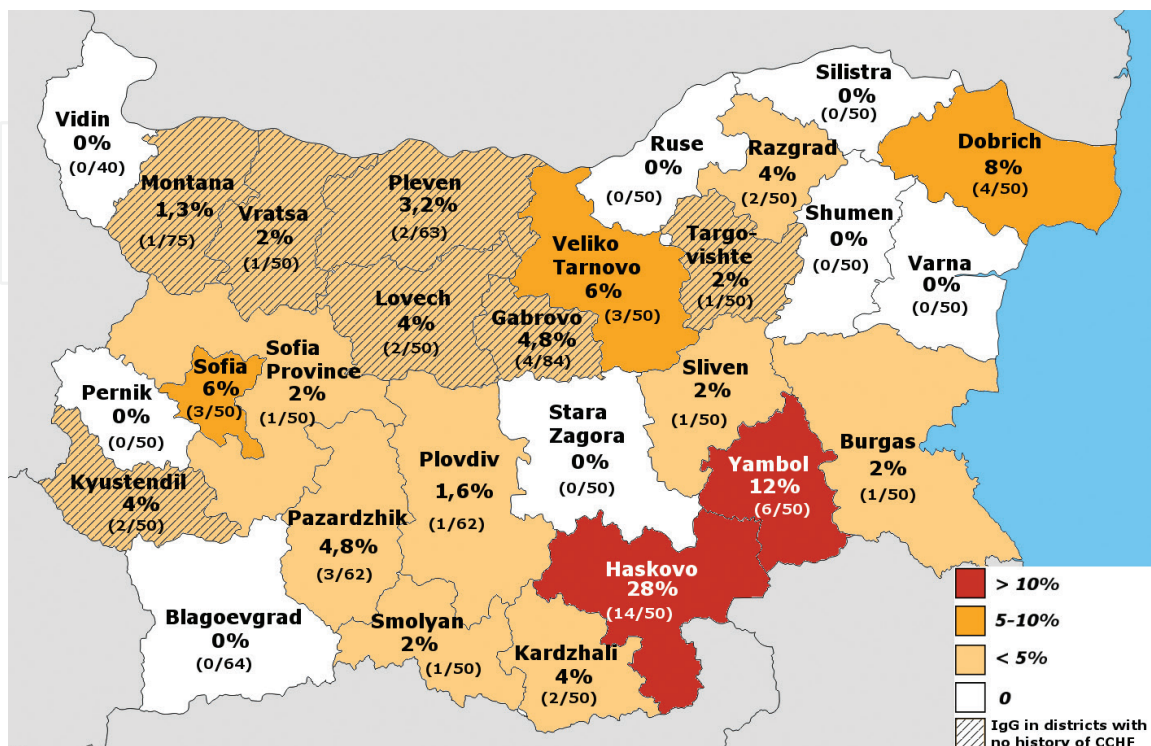 Vidin
0%
(0/40)
Montana
1,3%
(1/75)
Vratsa
2%
(1/50)
Pleven
3,2%
(2/63)
Lovech
4%
(2/50)
Gabrovo
4,8%
(4/84)
Veliko
Tarnovo
6%
(3/50)
Ruse
0%
(0/50)
Silistra
0%
(0/50)
Razgrad
4%
(2/50)
Dobrich
8%
(4/50)
Targo-
vishte
2%
(1/50)
Shumen
0%
(0/50)
Varna
0%
(0/50)
Sofia
6%
(3/50)
Sofia
Province
2%
(1/50)
Pernik
0%
(0/50)
Kyustendil
4%
(2/50)
Blagoevgrad
0%
(0/64)
Pazardzhik
4,8%
(3/62)
Plovdiv
1,6%
(1/62)
Smolyan
2%
(1/50)
Stara
Zagora
0%
(0/50)
Sliven
2%
(1/50)
Yambol
12%
(6/50)
Burgas
2%
(1/50)
Haskovo
28%
(14/50)
Kardzhali
4%
(2/50)
> 10%
5-10%
< 5%
0
IgG in districts with
no history of CCHF